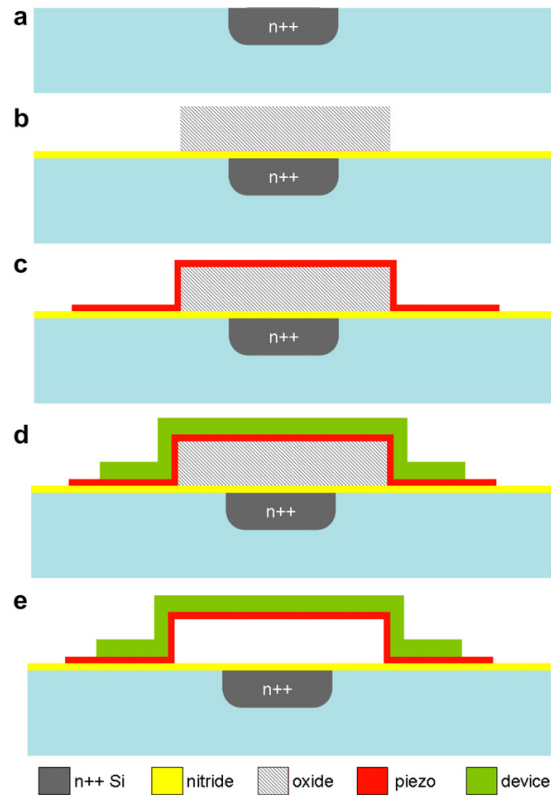 a
n++
b
n++
c
n++
d
n++
e
n++
n++ Si nitride oxide piezo device